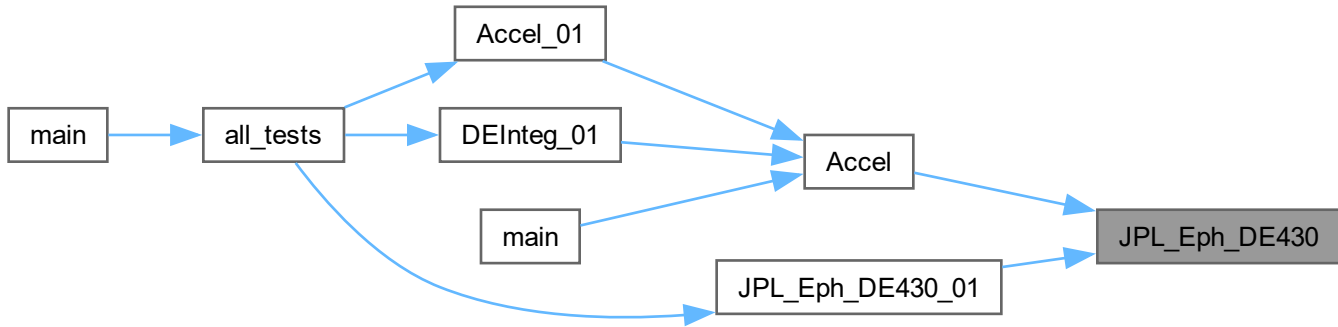 Accel_01
main
all_tests
DEInteg_01
Accel
main
JPL_Eph_DE430
JPL_Eph_DE430_01